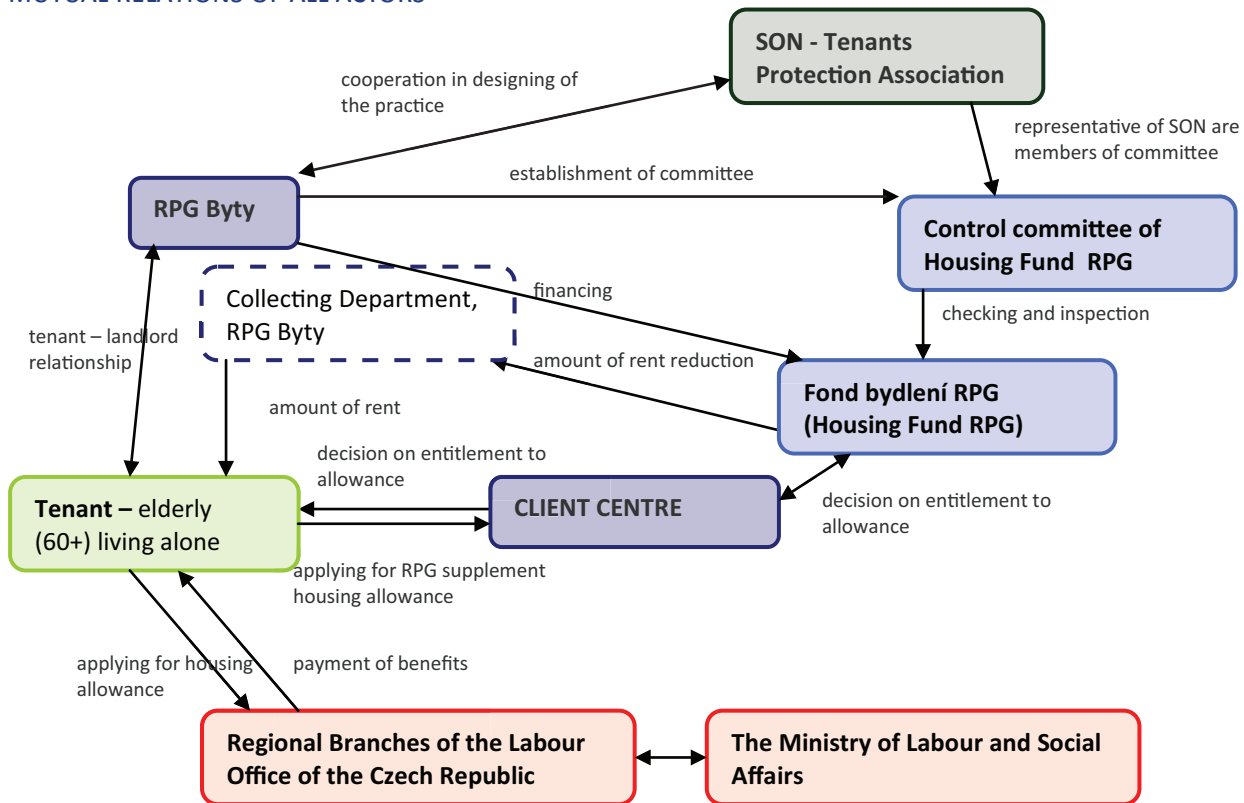 MUTUAL RELATIONS OF ALL ACTORS
SON - Tenants
Protection Association
cooperation in designing of
the practice
representative of SON are
members of committee
establishment of committee
RPG Byty
Control committee of
Housing Fund RPG
Collecting Department,
RPG Byty
financing
checking and inspection
tenant – landlord
relationship
amount of rent reduction
Fond bydlení RPG
(Housing Fund RPG)
amount of rent
decision on entitlement to
allowance
Tenant – elderly
(60+) living alone
CLIENT CENTRE
decision on entitlement to
allowance
applying for RPG supplement
housing allowance
applying for housing
allowance
payment of benefits
Regional Branches of the Labour
Office of the Czech Republic
The Ministry of Labour and Social
Affairs